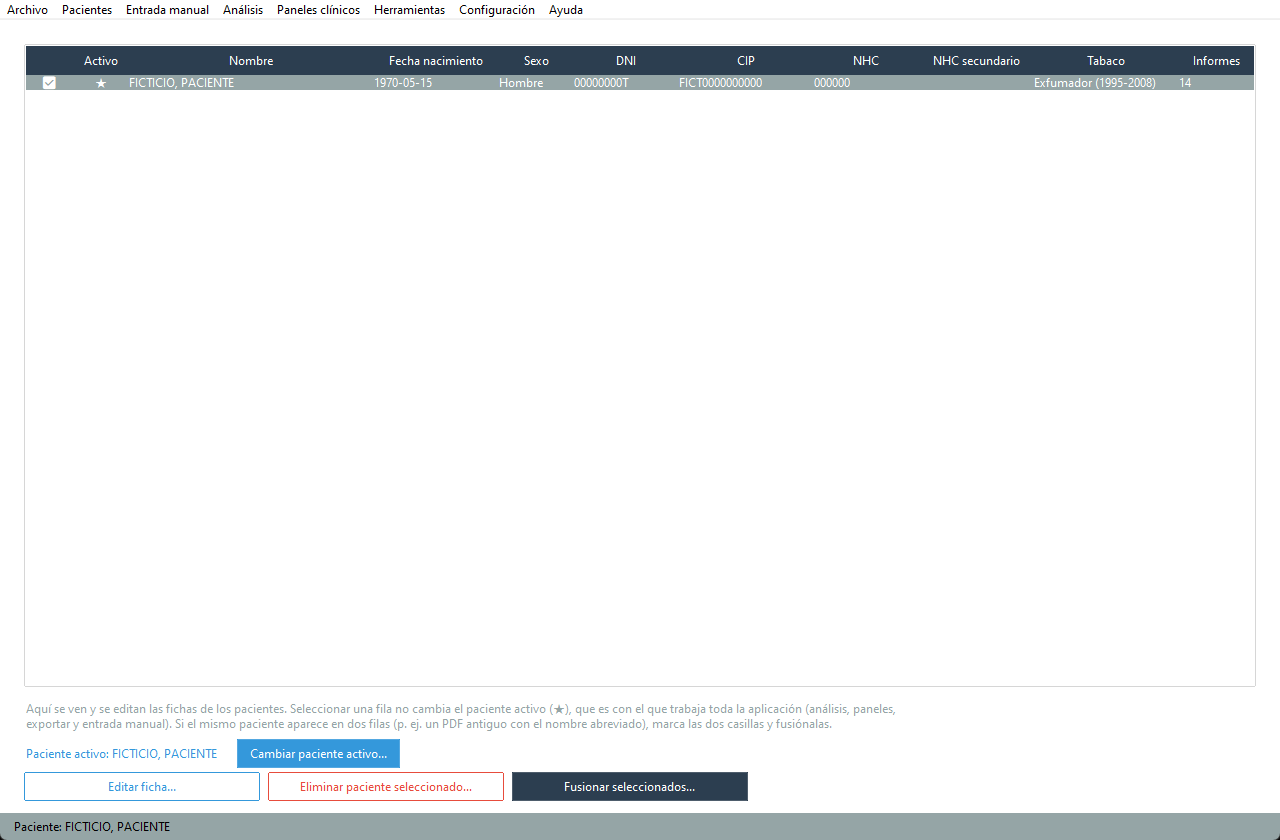 Archivo Pacientes Entrada manual Análisis Paneles clínicos Herramientas Configuración Ayuda
Activo Nombre Fecha nacimiento Sexo DNI CIP NHC NHC secundario Tabaco Informes
★ FICTICIO, PACIENTE 1970-05-15 Hombre 00000000T FICT0000000000 000000 Exfumador (1995-2008) 14
Aquí se ven y se editan las fichas de los pacientes. Seleccionar una fila no cambia el paciente activo (★), que es con el que trabaja toda la aplicación (análisis, paneles,
exportar y entrada manual). Si el mismo paciente aparece en dos filas (p. ej. un PDF antiguo con el nombre abreviado), marca las dos casillas y fusiónalas.
Paciente activo: FICTICIO, PACIENTE Cambiar paciente activo...
Editar ficha... Eliminar paciente seleccionado... Fusionar seleccionados...
Paciente: FICTICIO, PACIENTE